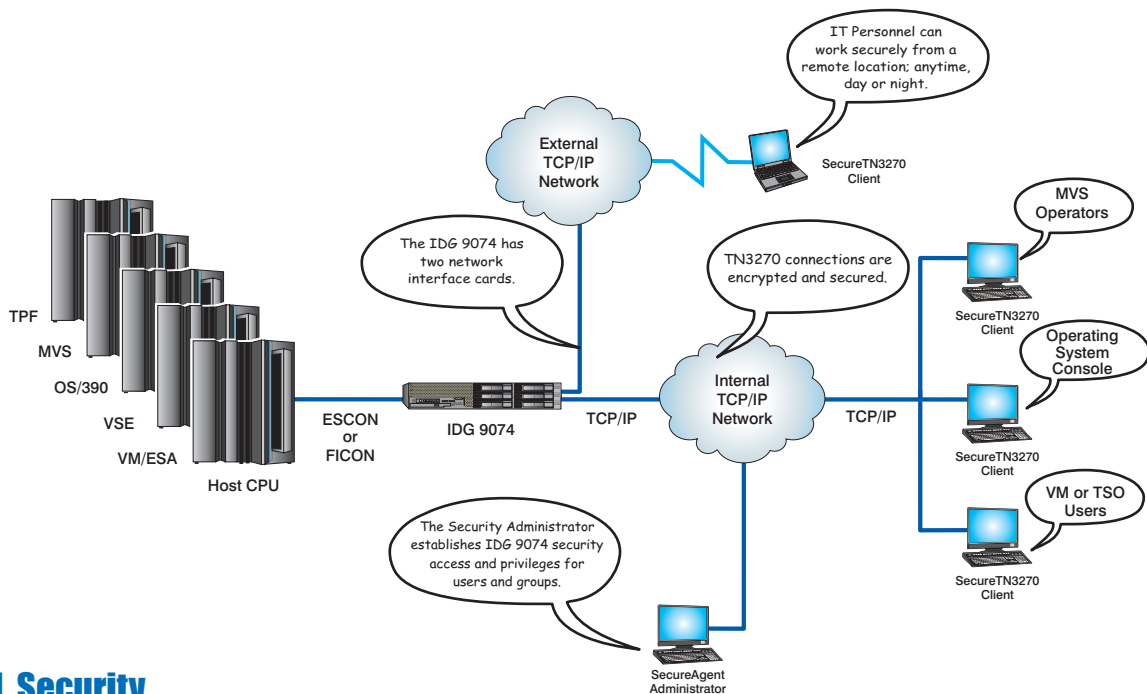 IT Personnel can
work securely from a
remote location; anytime,
day or night.
External
TCP/IP
Network
SecureTN3270
Client
MVS
Operators
The IDG 9074 has
two network
interface cards.
TN3270 connections are
encrypted and secured.
SecureTN3270
Client
TPF
MVS
OS/390
VSE
VM/ESA
Host CPU
ESCON
or
FICON
IDG 9074
TCP/IP
Internal
TCP/IP
Network
TCP/IP
Operating
System
Console
SecureTN3270
Client
VM or TSO
Users
SecureTN3270
Client
The Security Administrator
establishes IDG 9074 security
access and privileges for
users and groups.
SecureAgent
Administrator
Security